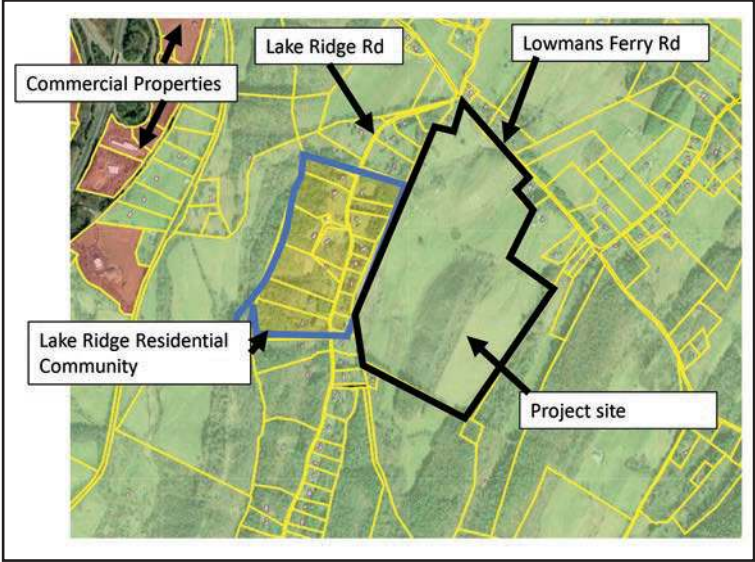 Lake Ridge Rd
Lowmans Ferry Rd
Commercial Properties
Lake Ridge Residential
Community
Project site